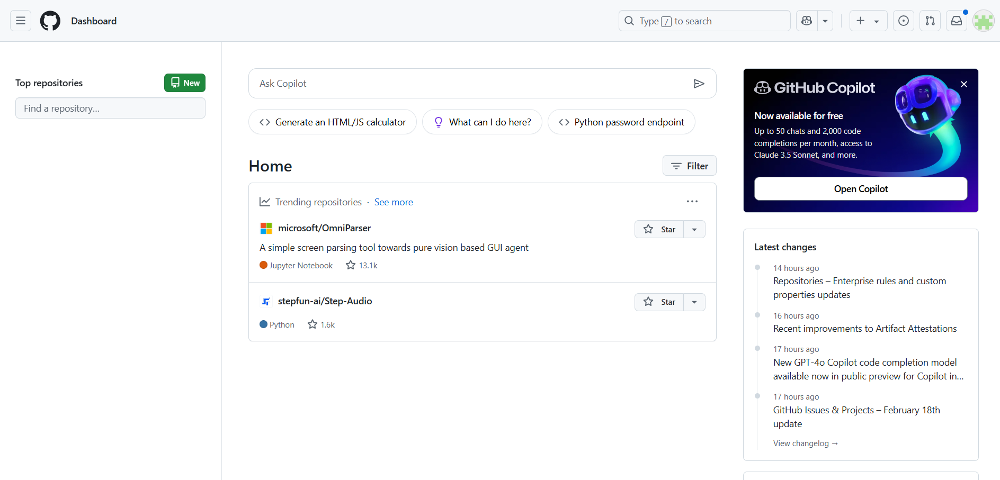 Dashboard
Type / to search
Top repositories
New
Find a repository...
Ask Copilot
Generate an HTML/JS calculator
What can I do here?
Python password endpoint
Home
Filter
Trending repositories · See more
microsoft/OmniParser
Star
A simple screen parsing tool towards pure vision based GUI agent
Jupyter Notebook
13.1k
stepfun-ai/Step-Audio
Star
Python
1.6k
GitHub Copilot
Now available for free
Up to 50 chats and 2,000 code
completions per month, access to
Claude 3.5 Sonnet, and more.
Open Copilot
Latest changes
14 hours ago
Repositories – Enterprise rules and custom
properties updates
16 hours ago
Recent improvements to Artifact Attestations
17 hours ago
New GPT-4o Copilot code completion model
available now in public preview for Copilot in...
17 hours ago
GitHub Issues & Projects – February 18th
update
View changelog →